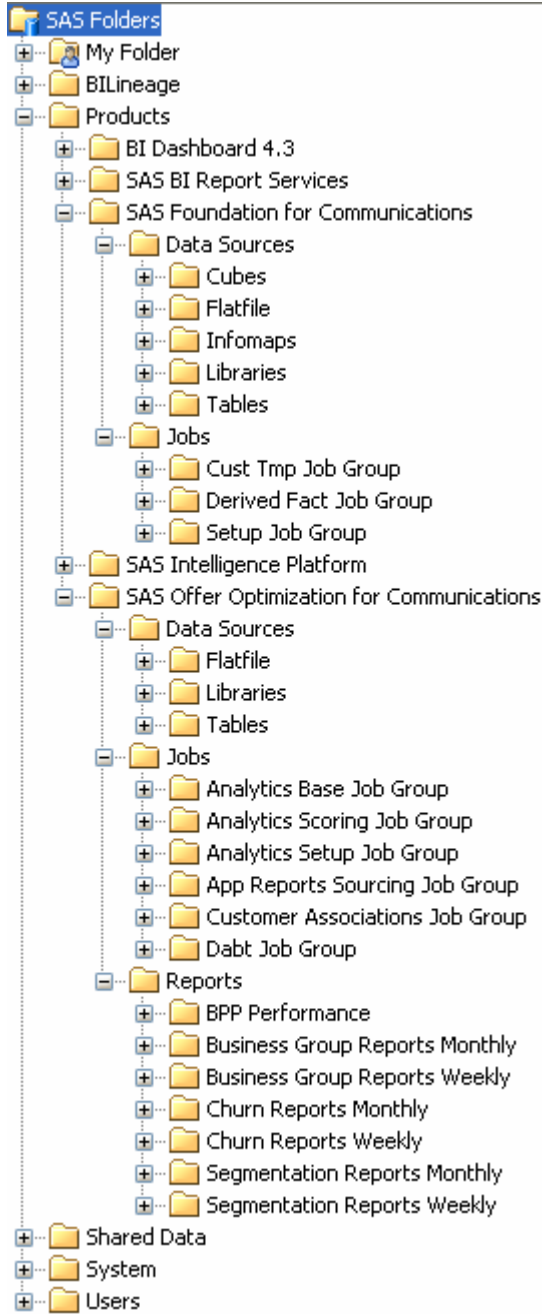 SAS Folders
My Folder
BILineage
Products
BI Dashboard 4.3
SAS BI Report Services
SAS Foundation for Communications
Data Sources
Cubes
Flatfile
Infomaps
Libraries
Tables
Jobs
Cust Tmp Job Group
Derived Fact Job Group
Setup Job Group
SAS Intelligence Platform
SAS Offer Optimization for Communications
Data Sources
Flatfile
Libraries
Tables
Jobs
Analytics Base Job Group
Analytics Scoring Job Group
Analytics Setup Job Group
App Reports Sourcing Job Group
Customer Associations Job Group
Dabt Job Group
Reports
BPP Performance
Business Group Reports Monthly
Business Group Reports Weekly
Churn Reports Monthly
Churn Reports Weekly
Segmentation Reports Monthly
Segmentation Reports Weekly
Shared Data
System
Users